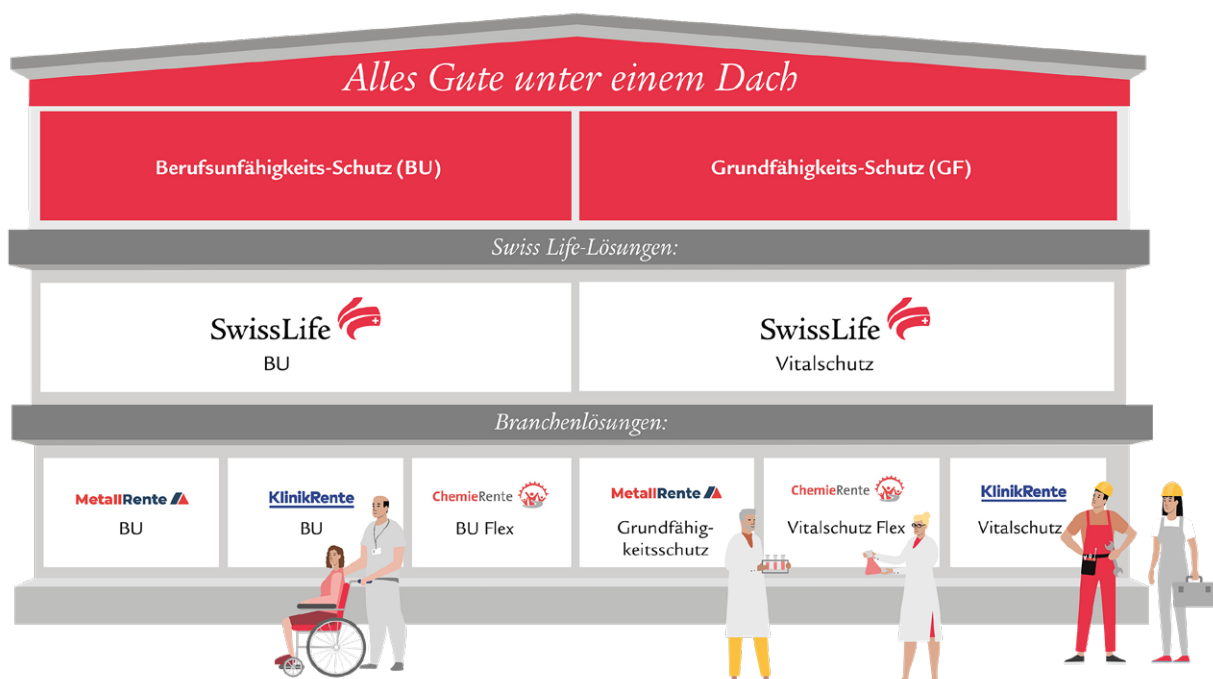 Alles Gute unter einem Dach
Berufsunfähigkeits-Schutz (BU)
Grundfähigkeits-Schutz (GF)
Swiss Life-Lösungen:
SwissLife
BU
SwissLife
Vitalschutz
Branchenlösungen:
MetallRente
BU
KlinikRente
BU
ChemieRente
BU Flex
MetallRente
Grundfähig-
keitsschutz
ChemieRente
Vitalschutz Flex
KlinikRente
Vitalschutz